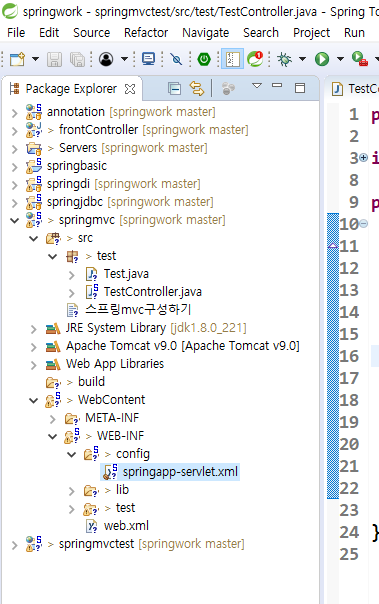 springwork - springmvctest/src/test/TestController.java - Spring To
File Edit Source Refactor Navigate Search Project Run
Package Explorer
TestCo
annotation [springwork master]
> frontController [springwork master]
> Servers [springwork master]
springbasic
springdi [springwork master]
springjdbc [springwork master]
> springmvc [springwork master]
> src
> test
> Test.java
> TestController.java
스프링mvc구성하기
JRE System Library [jdk1.8.0_221]
Apache Tomcat v9.0 [Apache Tomcat v9.0]
Web App Libraries
> build
> WebContent
> META-INF
> WEB-INF
> config
springapp-servlet.xml
> lib
> test
web.xml
> springmvctest [springwork master]
1 p
2
3 i
8
9 p
10
11
12
13
14
15
16
17
18
19
20
21
22
23
24 }
25